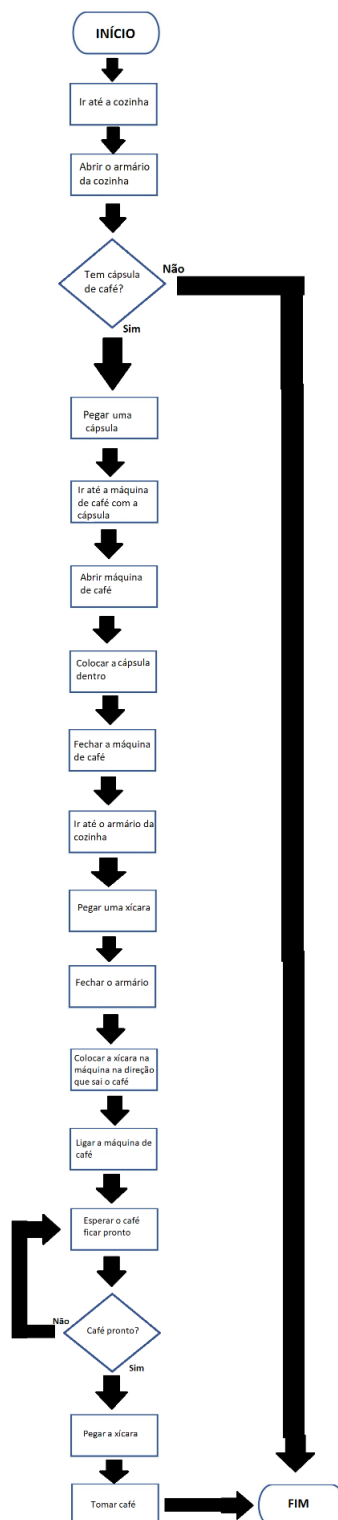 INÍCIO
Ir até a cozinha
Abrir o armário
da cozinha
Tem cápsula
de café?
Não
Sim
Pegar uma
cápsula
Ir até a máquina
de café com a
cápsula
Abrir máquina
de café
Colocar a cápsula
dentro
Fechar a máquina
de café
Ir até o armário da
cozinha
Pegar uma xícara
Fechar o armário
Colocar a xícara na
máquina na direção
que sai o café
Ligar a máquina de
café
Esperar o café
ficar pronto
Não
Café pronto?
Sim
Pegar a xícara
Tomar café
FIM